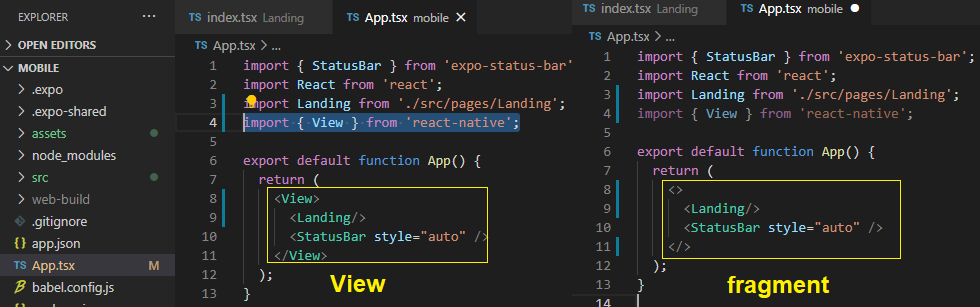 EXPLORER
OPEN EDITORS
MOBILE
.expo
.expo-shared
assets
node_modules
src
web-build
.gitignore
app.json
App.tsx M
babel.config.js
TS index.tsx Landing TS App.tsx mobile
TS App.tsx > ...
1 import { StatusBar } from 'expo-status-bar'
2 import React from 'react';
3 import Landing from './src/pages/Landing';
4 import { View } from 'react-native';
5
6 export default function App() {
7 return (
8 <View>
9 <Landing/>
10 <StatusBar style="auto" />
11 </View>
12 );
13 }
View
TS index.tsx Landing TS App.tsx mobile
TS App.tsx > ...
1 import { StatusBar } from 'expo-status-bar'
2 import React from 'react';
3 import Landing from './src/pages/Landing';
4 import { View } from 'react-native';
5
6 export default function App() {
7 return (
8 <>
9 <Landing/>
10 <StatusBar style="auto" />
11 </>
12 );
13 }
14
fragment